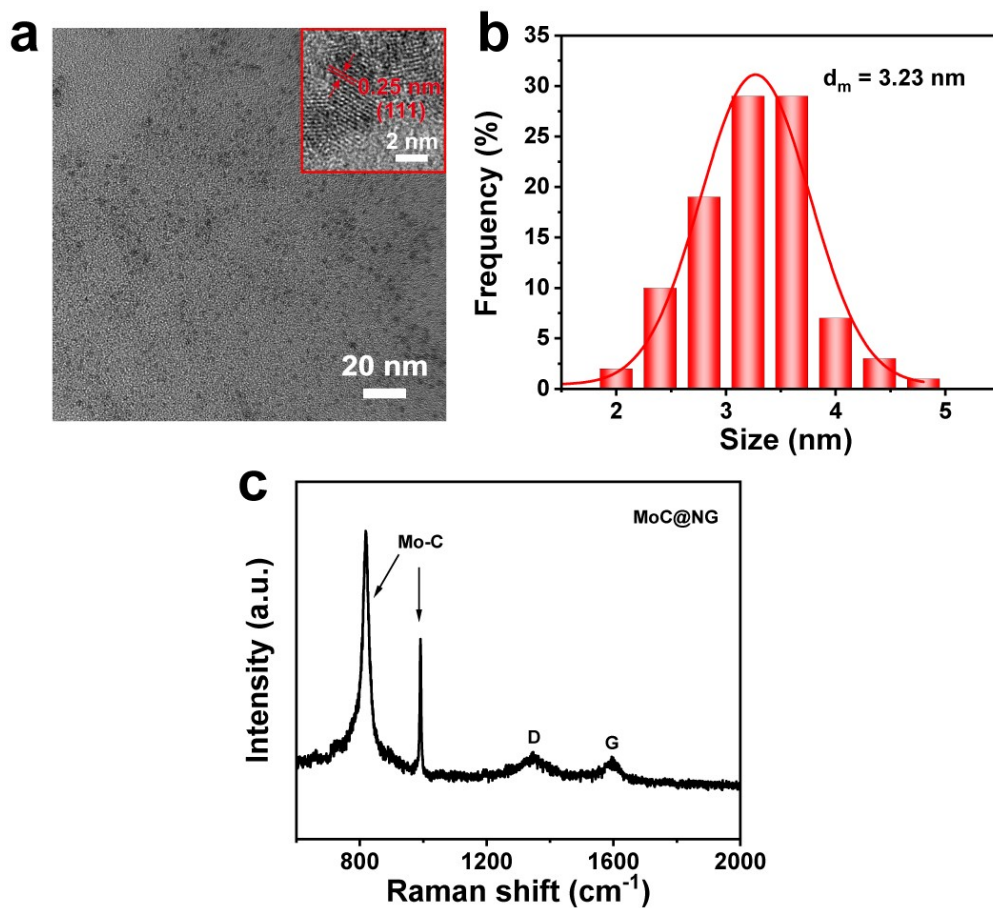 a
0.25 nm
(111)
2 nm
20 nm
b
d_m = 3.23 nm
Frequency (%)
35
30
25
20
15
10
5
0
2
3
4
5
Size (nm)
c
MoC@NG
Mo-C
D
G
Intensity (a.u.)
800
1200
1600
2000
Raman shift (cm⁻¹)